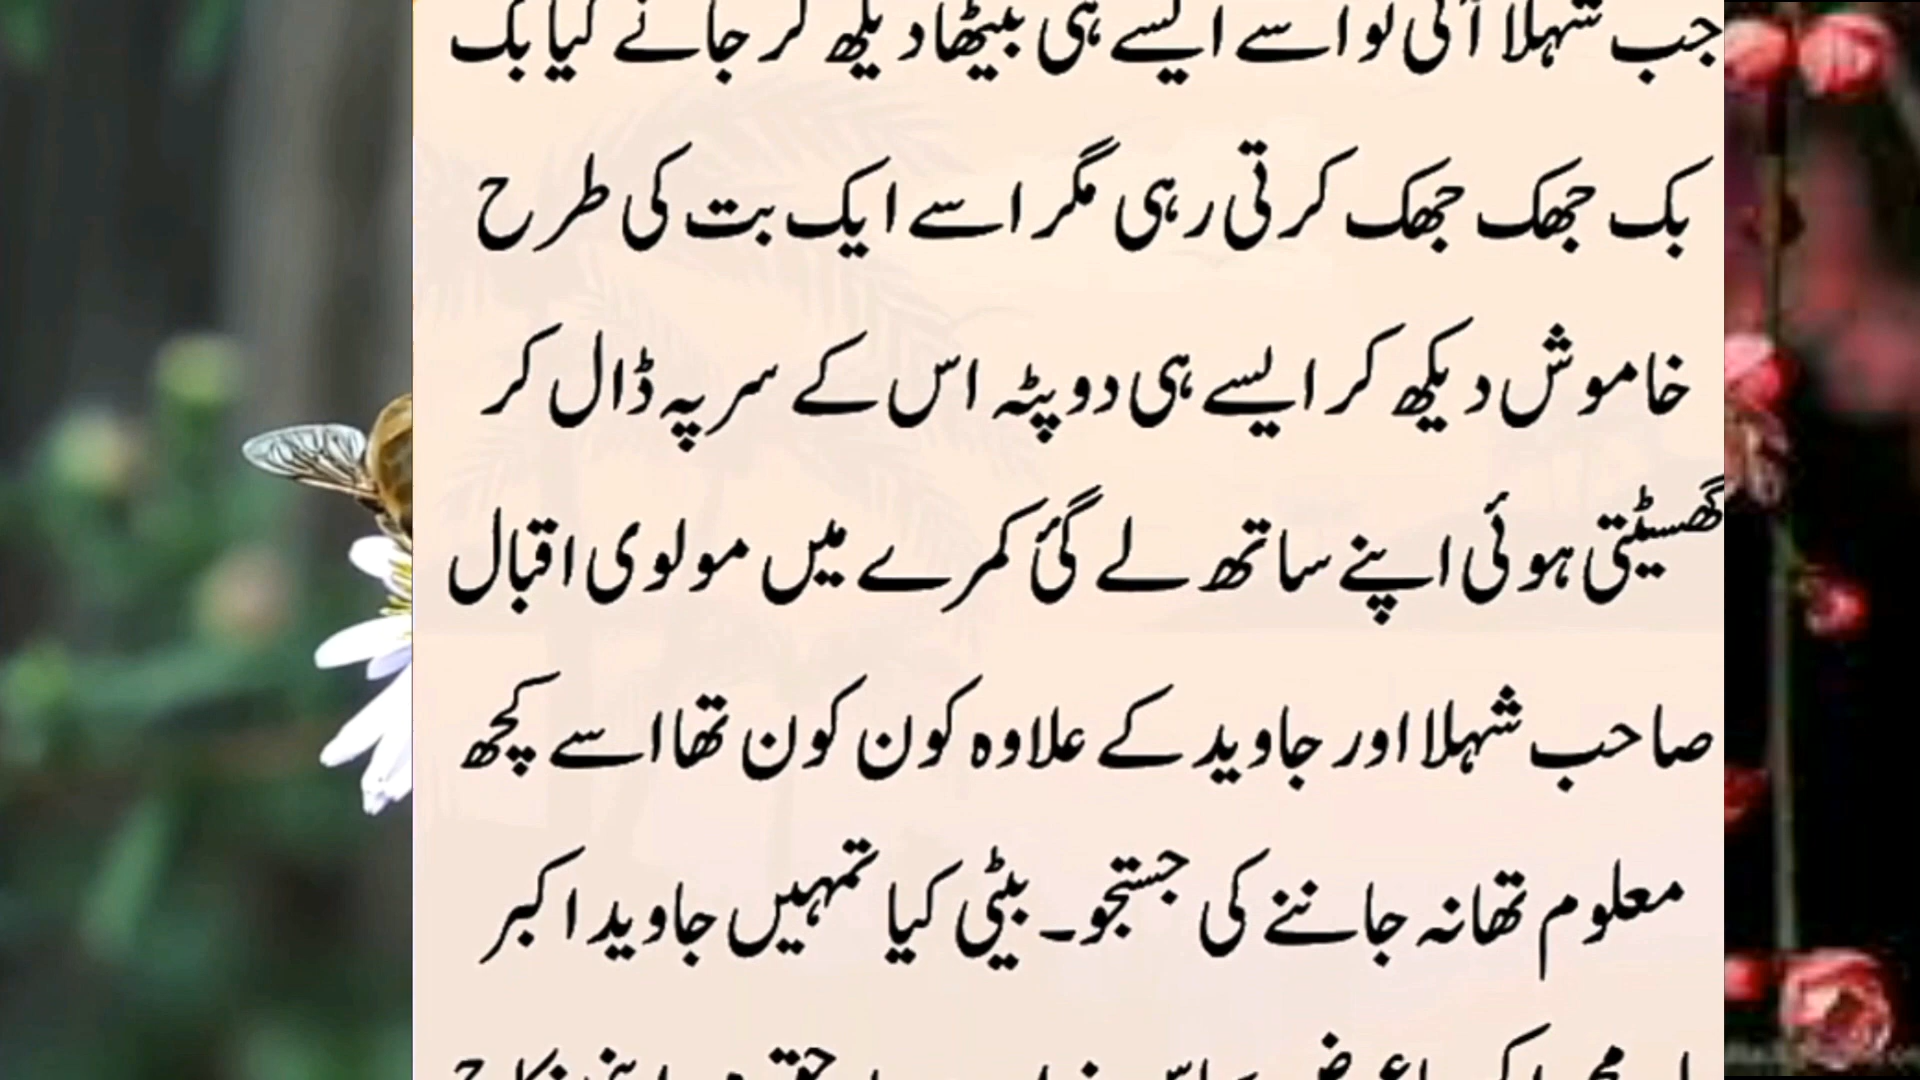 جب شہلا آئی تو اسے ایسے ہی بیٹھا دیکھ کر جانے کیا بک
بک جھک جھک کرتی رہی مگر اسے ایک بت کی طرح
خاموش دیکھ کر ایسے ہی دوپٹہ اس کے سر پہ ڈال کر
گھسیٹتی ہوئی اپنے ساتھ لے گئ کمرے میں مولوی اقبال
صاحب شہلا اور جاوید کے علاوہ کون کون تھا اسے کچھ
معلوم تھا نہ جاننے کی جستجو۔ بیٹی کیا تمہیں جاوید اکبر